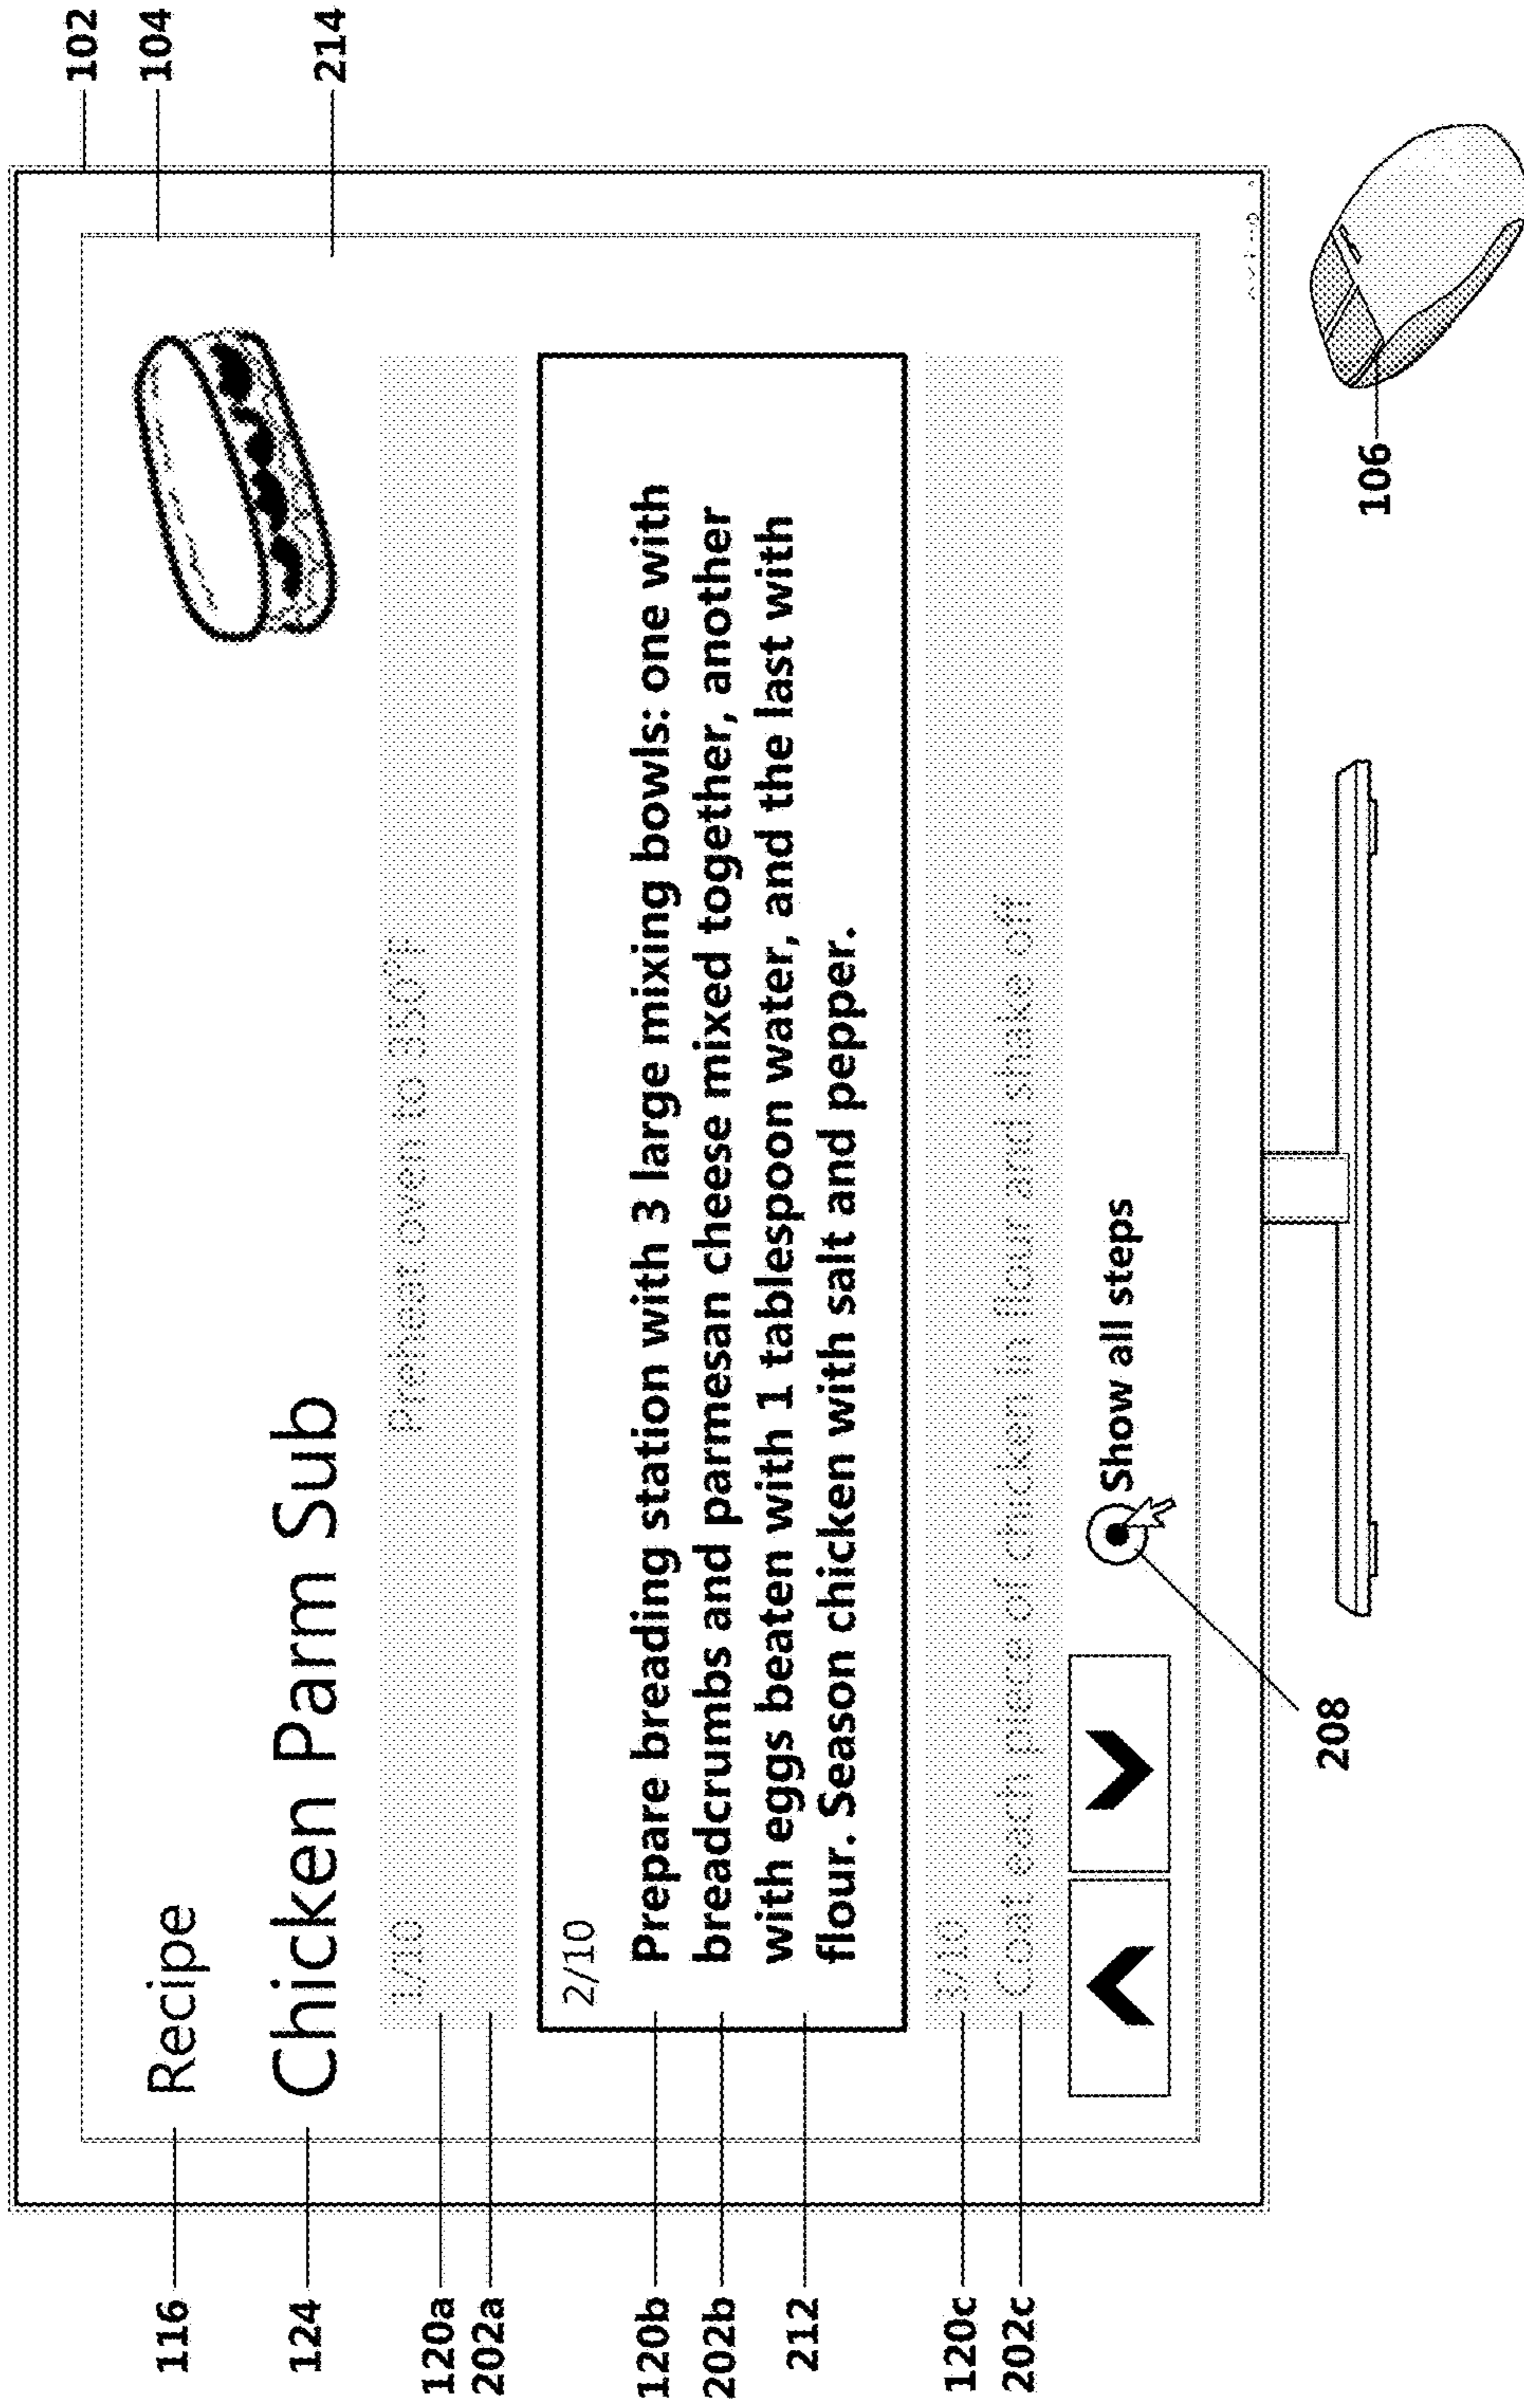 102
104
214
116
Recipe
124
Chicken Parm Sub
120a
202a
1/10
Preheat oven to 350°F
2/10
120b
202b
212
Prepare breading station with 3 large mixing bowls: one with
breadcrumbs and parmesan cheese mixed together, another
with eggs beaten with 1 tablespoon water, and the last with
flour. Season chicken with salt and pepper.
120c
202c
3/10
Coat each piece of chicken in flour and shake off
Show all steps
208
106